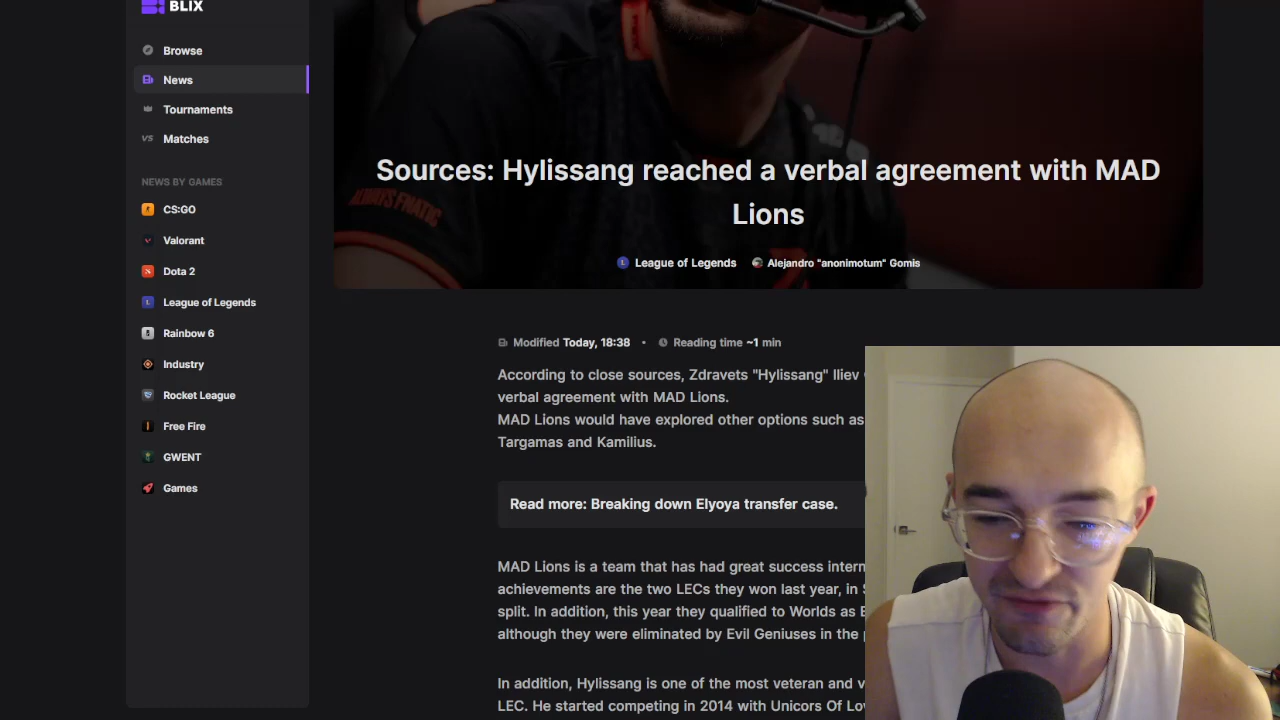 BLIX
Browse
News
Tournaments
VS Matches
NEWS BY GAMES
CS:GO
Valorant
Dota 2
League of Legends
Rainbow 6
Industry
Rocket League
Free Fire
GWENT
Games
ALWAYS FNATIC
Sources: Hylissang reached a verbal agreement with MAD
Lions
League of Legends Alejandro "anonimotum" Gomis
Modified Today, 18:38 • Reading time ~1 min
According to close sources, Zdravets "Hylissang" Iliev
verbal agreement with MAD Lions.
MAD Lions would have explored other options such as
Targamas and Kamilius.
Read more: Breaking down Elyoya transfer case.
MAD Lions is a team that has had great success
achievements are the two LECs they won last year, in
split. In addition, this year they qualified to Worlds as
although they were eliminated by Evil Geniuses in the
In addition, Hylissang is one of the most veteran and
LEC. He started competing in 2014 with Unicorns Of